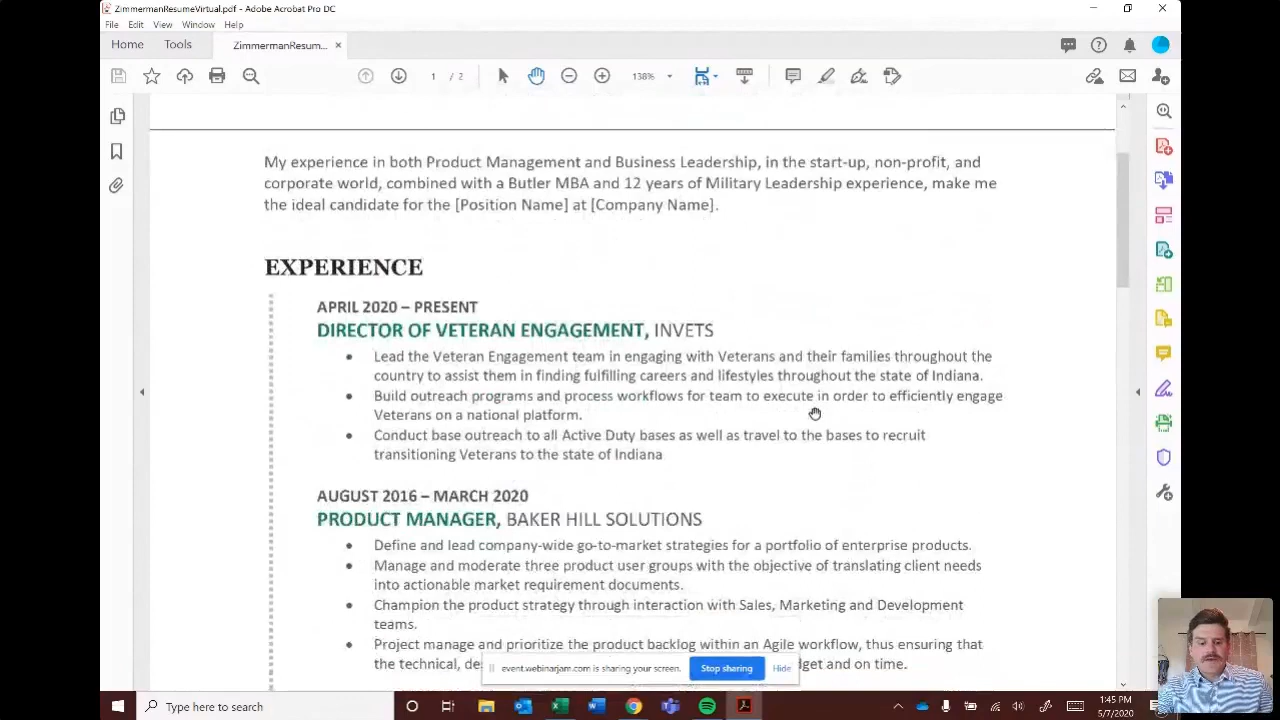 ZimmermanResumeVirtual.pdf - Adobe Acrobat Pro DC
File Edit View Window Help
Home Tools ZimmermanResum... ×
1 / 2 138%
My experience in both Product Management and Business Leadership, in the start-up, non-profit, and
corporate world, combined with a Butler MBA and 12 years of Military Leadership experience, make me
the ideal candidate for the [Position Name] at [Company Name].
EXPERIENCE
APRIL 2020 – PRESENT
DIRECTOR OF VETERAN ENGAGEMENT, INVETS
• Lead the Veteran Engagement team in engaging with Veterans and their families throughout the
country to assist them in finding fulfilling careers and lifestyles throughout the state of Indiana.
• Build outreach programs and process workflows for team to execute in order to efficiently engage
Veterans on a national platform.
• Conduct base outreach to all Active Duty bases as well as travel to the bases to recruit
transitioning Veterans to the state of Indiana
AUGUST 2016 – MARCH 2020
PRODUCT MANAGER, BAKER HILL SOLUTIONS
• Define and lead company-wide go-to-market strategies for a portfolio of enterprise products.
• Manage and moderate three product user groups with the objective of translating client needs
into actionable market requirement documents.
• Champion the product strategy through interaction with Sales, Marketing and Development
teams.
• Project manage and prioritize the product backlog within an Agile workflow, thus ensuring that
the technical, and on time.
event.webinarjam.com is sharing your screen. Stop sharing Hide
Type here to search
1:45 PM
5/7/2020